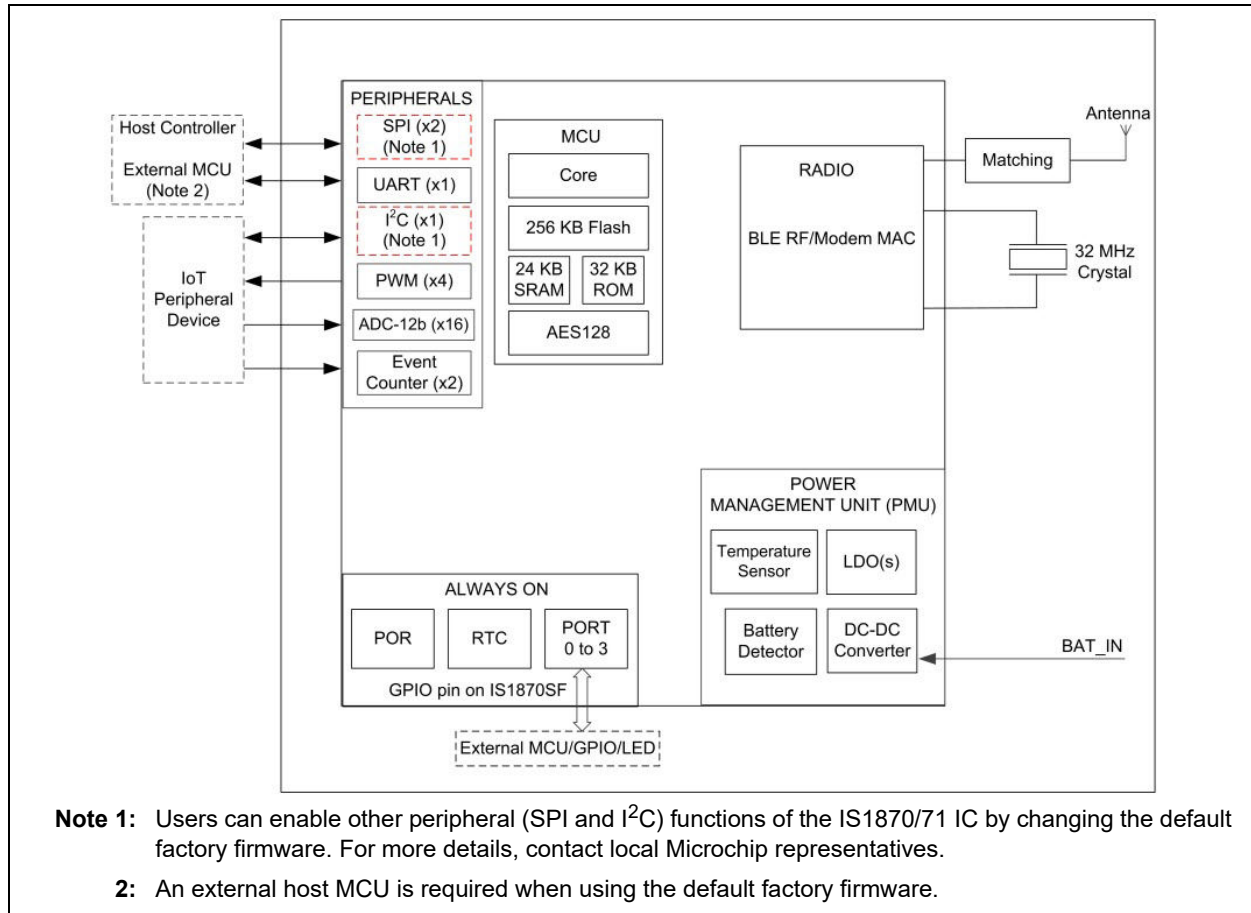 PERIPHERALS
SPI (x2)
(Note 1)
UART (x1)
I²C (x1)
(Note 1)
PWM (x4)
ADC-12b (x16)
Event
Counter (x2)
Host Controller
External MCU
(Note 2)
IoT
Peripheral
Device
MCU
Core
256 KB Flash
24 KB
SRAM
32 KB
ROM
AES128
RADIO
BLE RF/Modem MAC
Matching
Antenna
32 MHz
Crystal
POWER
MANAGEMENT UNIT (PMU)
Temperature
Sensor
LDO(s)
Battery
Detector
DC-DC
Converter
BAT_IN
ALWAYS ON
POR
RTC
PORT
0 to 3
GPIO pin on IS1870SF
External MCU/GPIO/LED
Note 1: Users can enable other peripheral (SPI and I²C) functions of the IS1870/71 IC by changing the default
factory firmware. For more details, contact local Microchip representatives.
2: An external host MCU is required when using the default factory firmware.